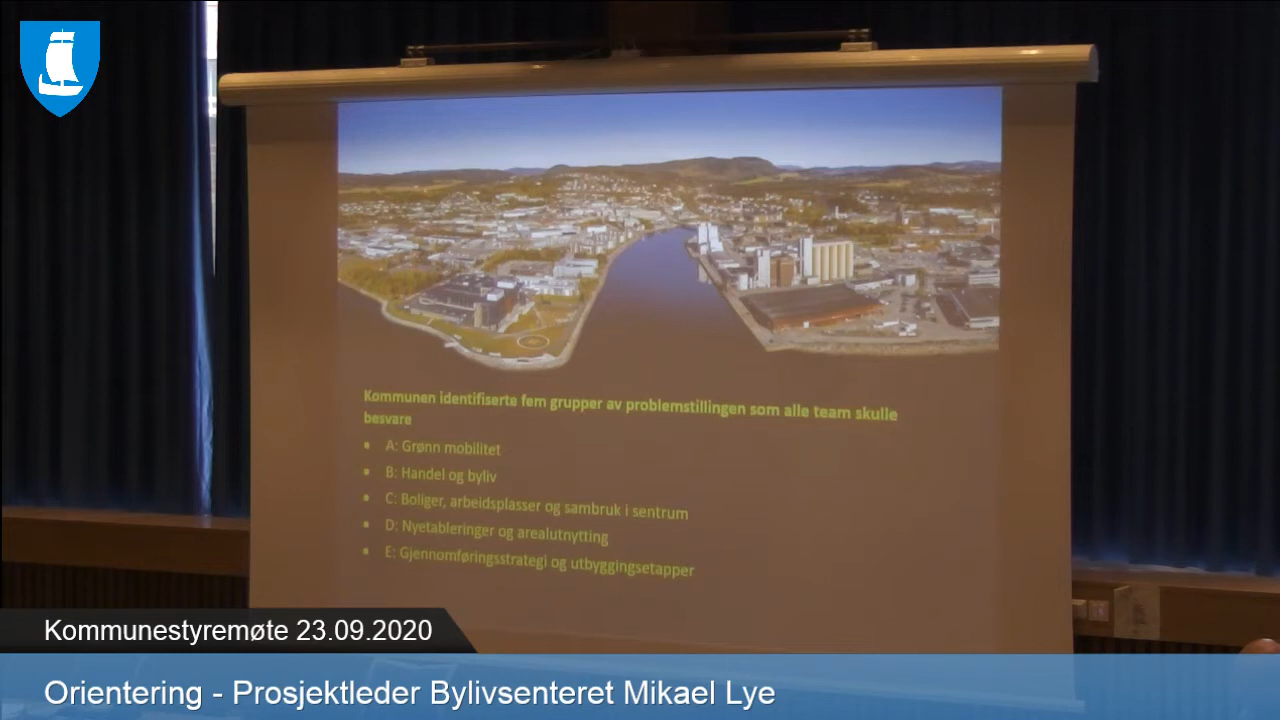 Kommunen identifiserte fem grupper av problemstillingen som alle team skulle
besvare
• A: Grønn mobilitet
• B: Handel og byliv
• C: Boliger, arbeidsplasser og sambruk i sentrum
• D: Nyetableringer og arealutnytting
• E: Gjennomføringsstrategi og utbyggingsetapper
Kommunestyremøte 23.09.2020
Orientering - Prosjektleder Bylivsenteret Mikael Lye